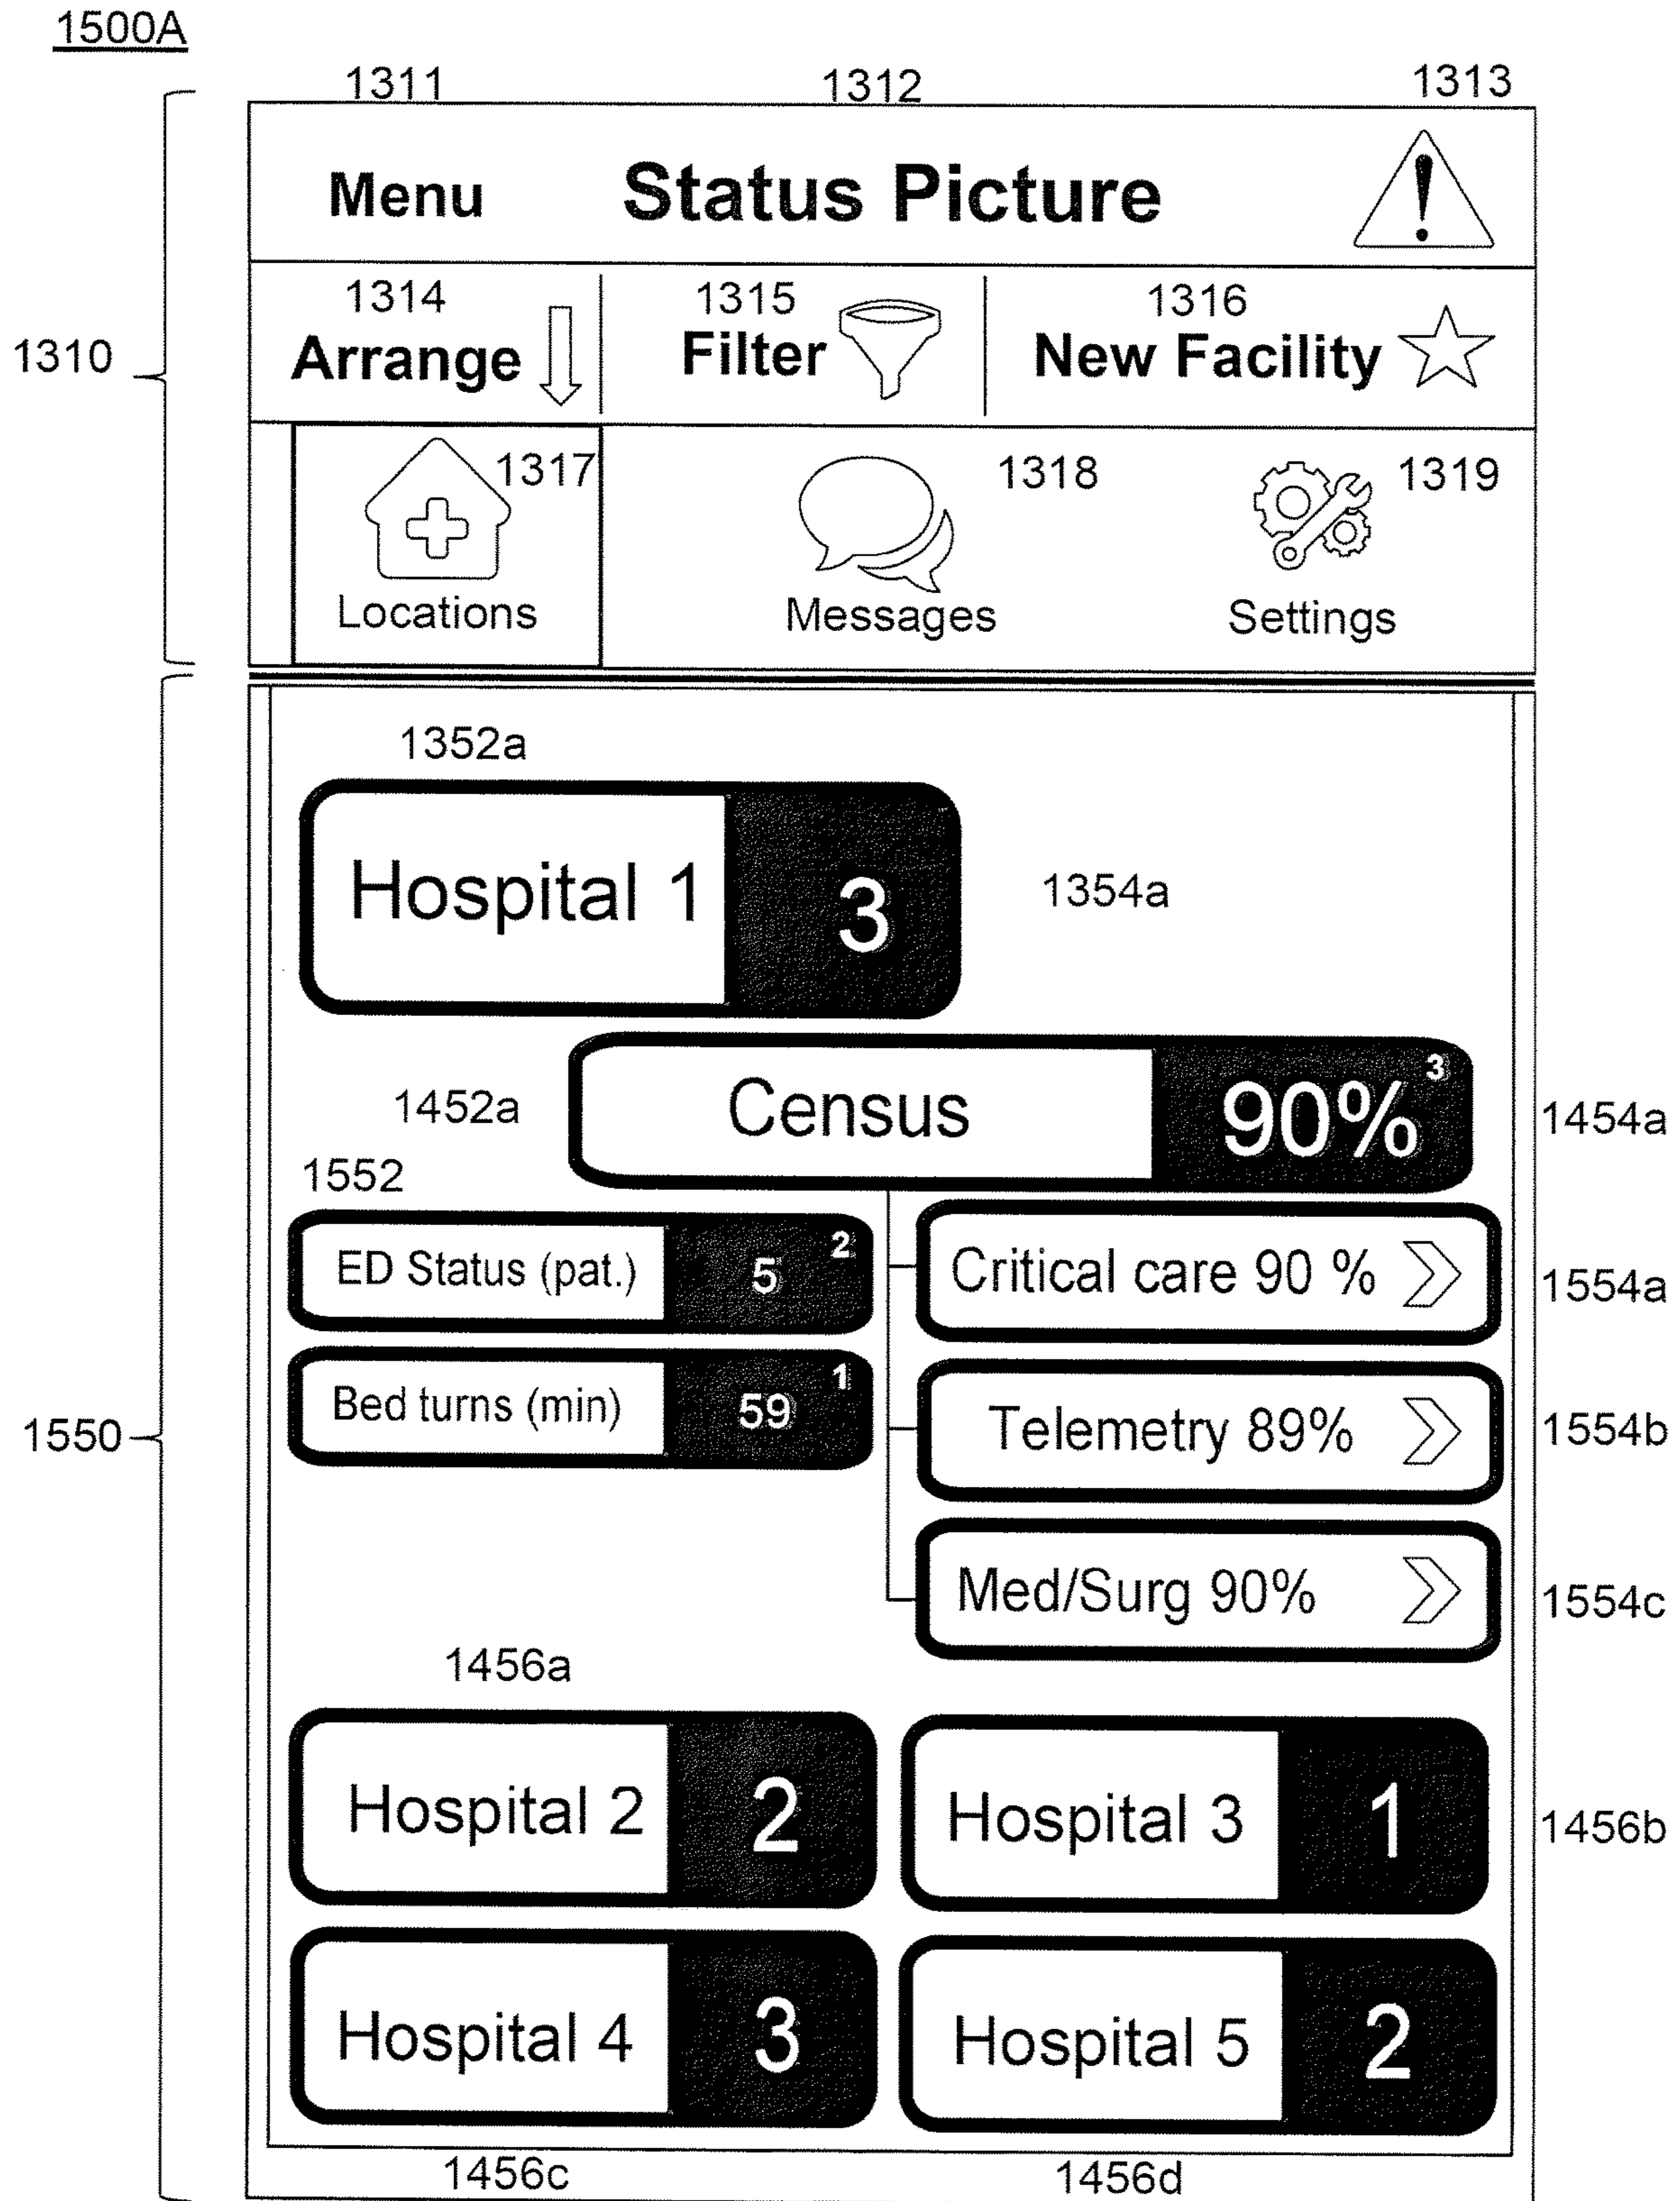 1500A
1311 1312 1313
Menu Status Picture !
1314 1315 1316
Arrange Filter New Facility
1310
1317 1318 1319
Locations Messages Settings
1352a
Hospital 1 3 1354a
1452a Census 90% 3 1454a
1552
ED Status (pat.) 5 2 Critical care 90 % 1554a
Bed turns (min) 59 1 Telemetry 89% 1554b
1550
Med/Surg 90% 1554c
1456a
Hospital 2 2 Hospital 3 1 1456b
Hospital 4 3 Hospital 5 2
1456c 1456d